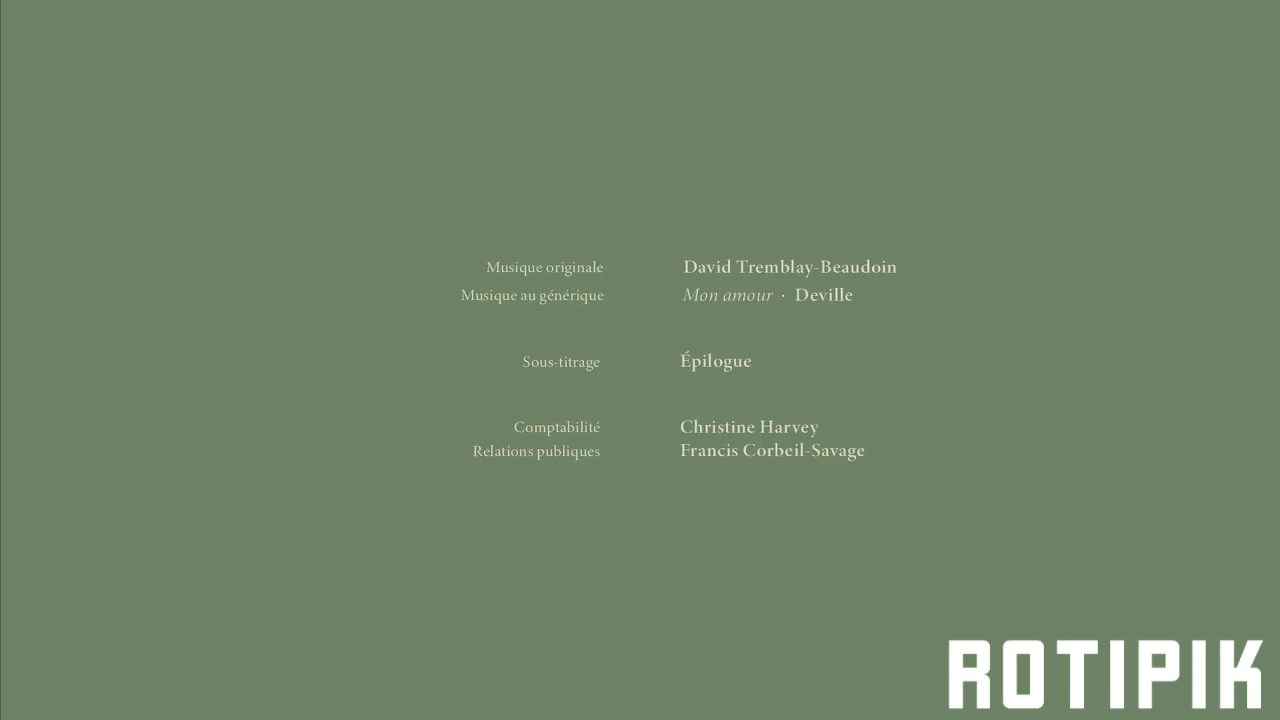 Musique originale David Tremblay-Beaudoin
Musique au générique Mon amour · Deville
Sous-titrage Épilogue
Comptabilité Christine Harvey
Relations publiques Francis Corbeil-Savage
ROTIPIK